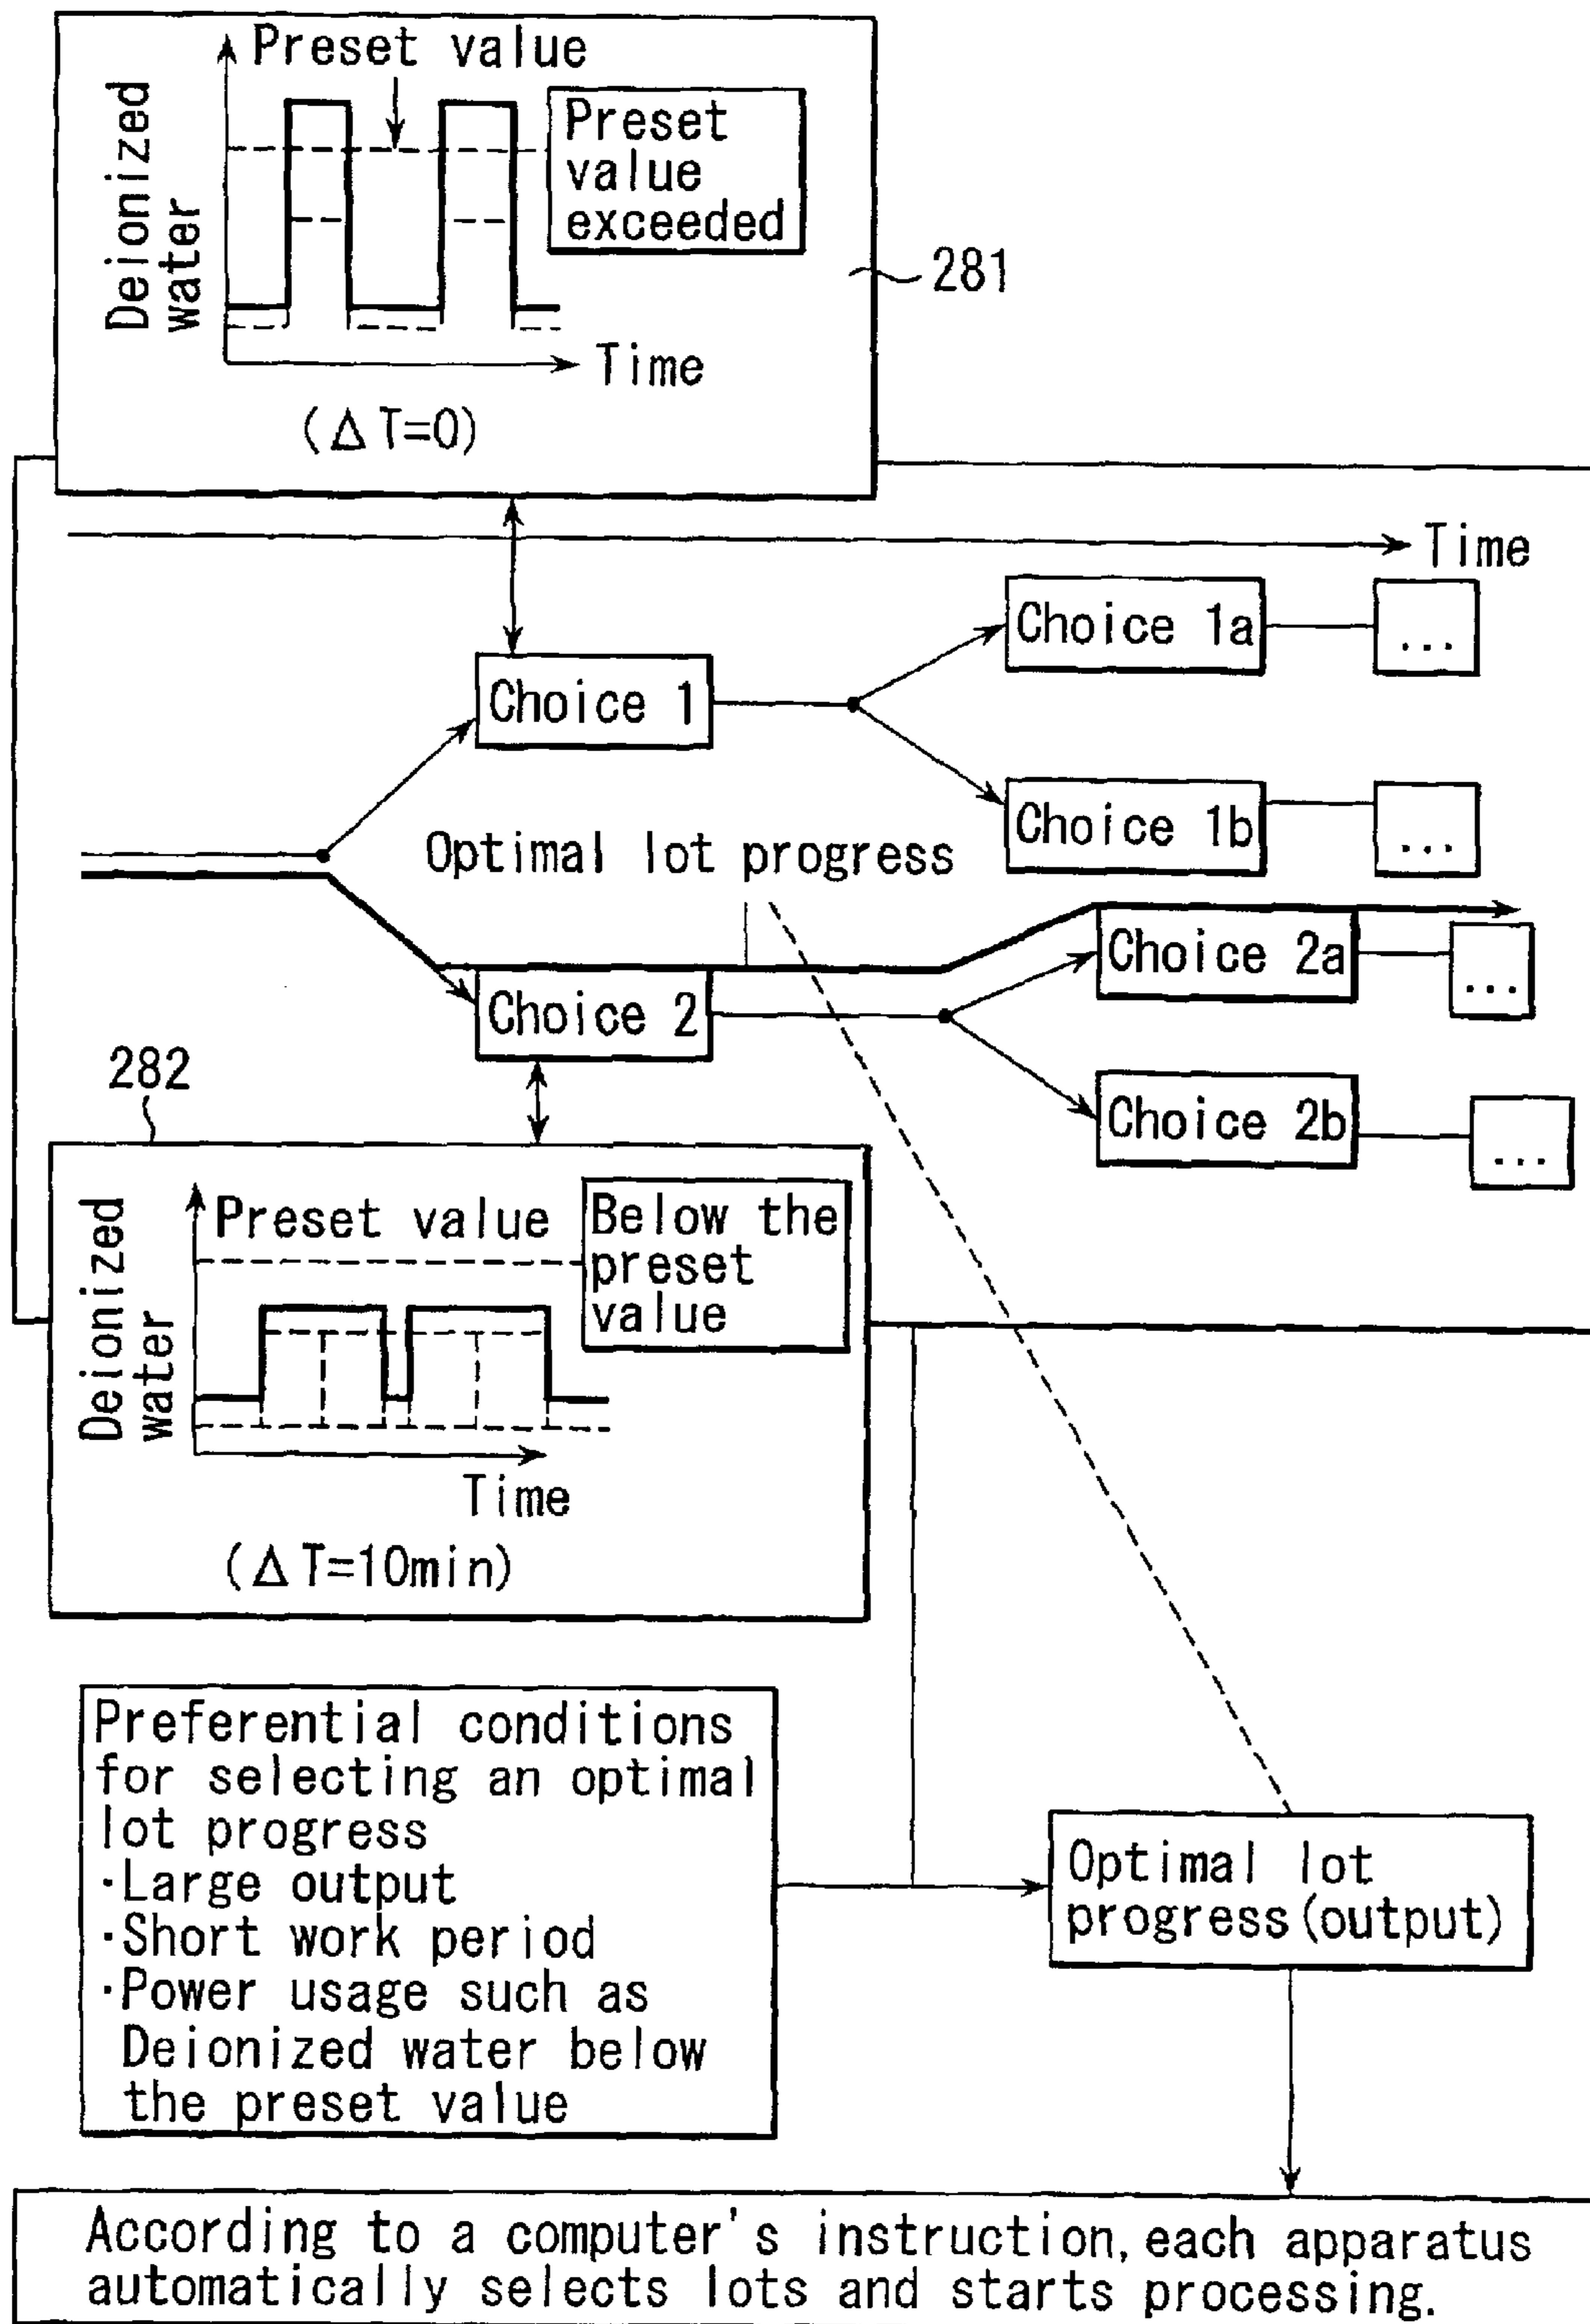 Preset value
Deionized
water
Preset
value
exceeded
281
Time
(ΔT=0)
Time
Choice 1a
...
Choice 1
Choice 1b
...
Optimal lot progress
Choice 2a
...
Choice 2
282
Choice 2b
...
Preset value
Below the
preset
value
Deionized
water
Time
(ΔT=10min)
Preferential conditions
for selecting an optimal
lot progress
·Large output
·Short work period
·Power usage such as
Deionized water below
the preset value
Optimal lot
progress(output)
According to a computer's instruction, each apparatus
automatically selects lots and starts processing.